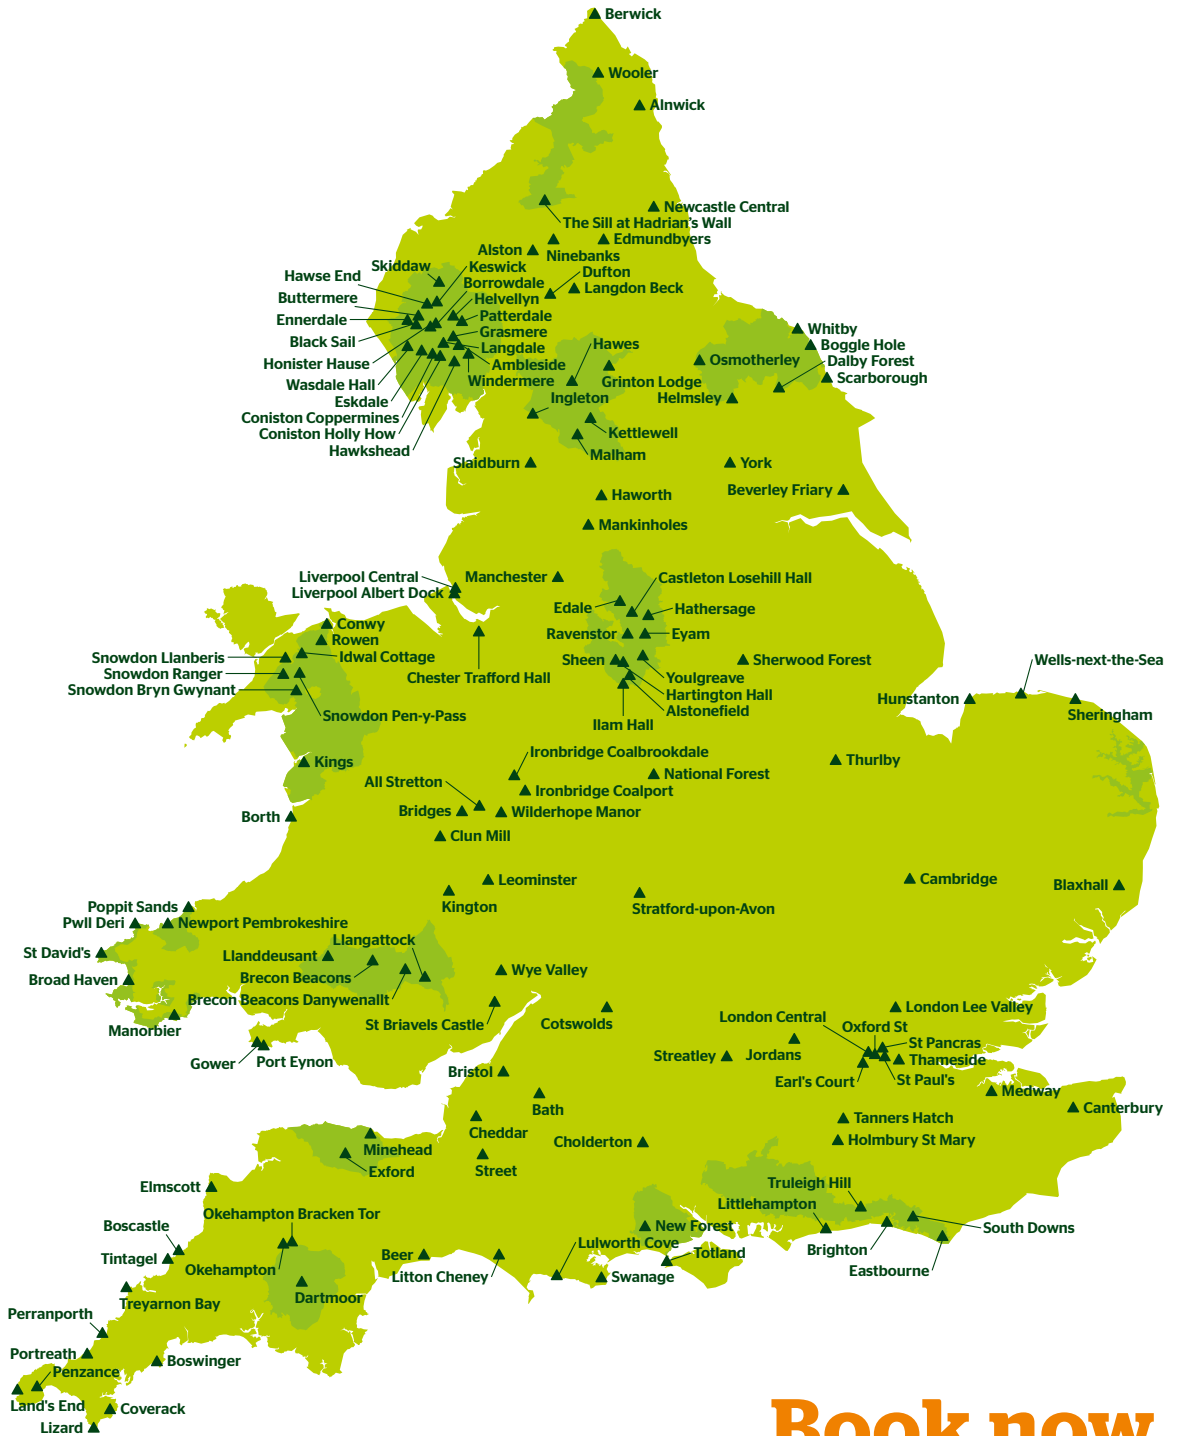 Berwick
Wooler
Alnwick
Newcastle Central
The Sill at Hadrian's Wall
Edmundbyers
Alston
Ninebanks
Skiddaw
Keswick
Dufton
Hawse End
Borrowdale
Langdon Beck
Buttermere
Helvellyn
Ennerdale
Patterdale
Whitby
Grasmere
Black Sail
Langdale
Hawes
Boggle Hole
Honister Hause
Ambleside
Osmotherley
Dalby Forest
Wasdale Hall
Windermere
Grinton Lodge
Scarborough
Eskdale
Ingleton
Helmsley
Coniston Coppermines
Coniston Holly How
Kettlewell
Hawkshead
Malham
Slaidburn
York
Beverley Friary
Haworth
Mankinholes
Liverpool Central
Manchester
Castleton Losehill Hall
Liverpool Albert Dock
Edale
Hathersage
Conwy
Ravenstor
Eyam
Rowen
Idwal Cottage
Snowdon Llanberis
Sheen
Sherwood Forest
Wells-next-the-Sea
Snowdon Ranger
Chester Trafford Hall
Youlgreave
Snowdon Bryn Gwynant
Hartington Hall
Hunstanton
Alstonefield
Sheringham
Snowdon Pen-y-Pass
Ilam Hall
Ironbridge Coalbrookdale
Kings
Thurlby
National Forest
All Stretton
Ironbridge Coalport
Bridges
Wilderhope Manor
Borth
Clun Mill
Leominster
Cambridge
Blaxhall
Kington
Stratford-upon-Avon
Poppit Sands
Pwll Deri
Newport Pembrokeshire
Llangattock
St David's
Llanddeusant
Wye Valley
Broad Haven
Brecon Beacons
Brecon Beacons Danywenallt
London Lee Valley
Manorbier
St Briavels Castle
Cotswolds
London Central
Oxford St
St Pancras
Gower
Port Eynon
Streatley
Jordans
Thameside
Bristol
Earl's Court
St Paul's
Medway
Bath
Canterbury
Tanners Hatch
Cheddar
Cholderton
Holmbury St Mary
Minehead
Street
Exford
Elmscott
Truleigh Hill
Okehampton Bracken Tor
Littlehampton
Boscastle
New Forest
South Downs
Lulworth Cove
Tintagel
Beer
Totland
Brighton
Okehampton
Litton Cheney
Swanage
Eastbourne
Treyarnon Bay
Dartmoor
Perranporth
Portreath
Boswinger
Penzance
Land's End
Coverack
Lizard
Book now